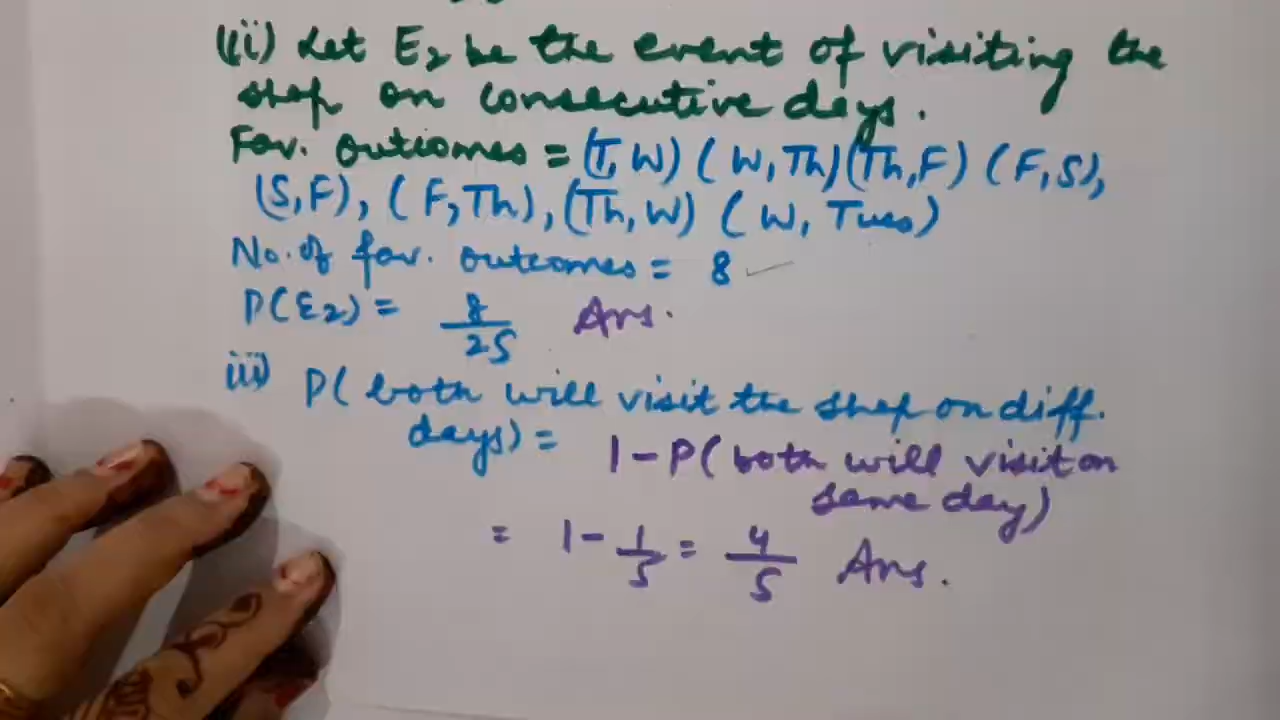 (ii) Let E₂ be the event of visiting the
shop on consecutive days.
Fav. outcomes = (T, W) (W, Th) (Th, F) (F, S),
(S, F), (F, Th), (Th, W) (W, Tues)
No. of fav. outcomes = 8
P(E₂) = 8/25 Ans.
iii) P( both will visit the shop on diff.
days) = 1 - P( both will visit on
same day)
= 1 - 1/5 = 4/5 Ans.